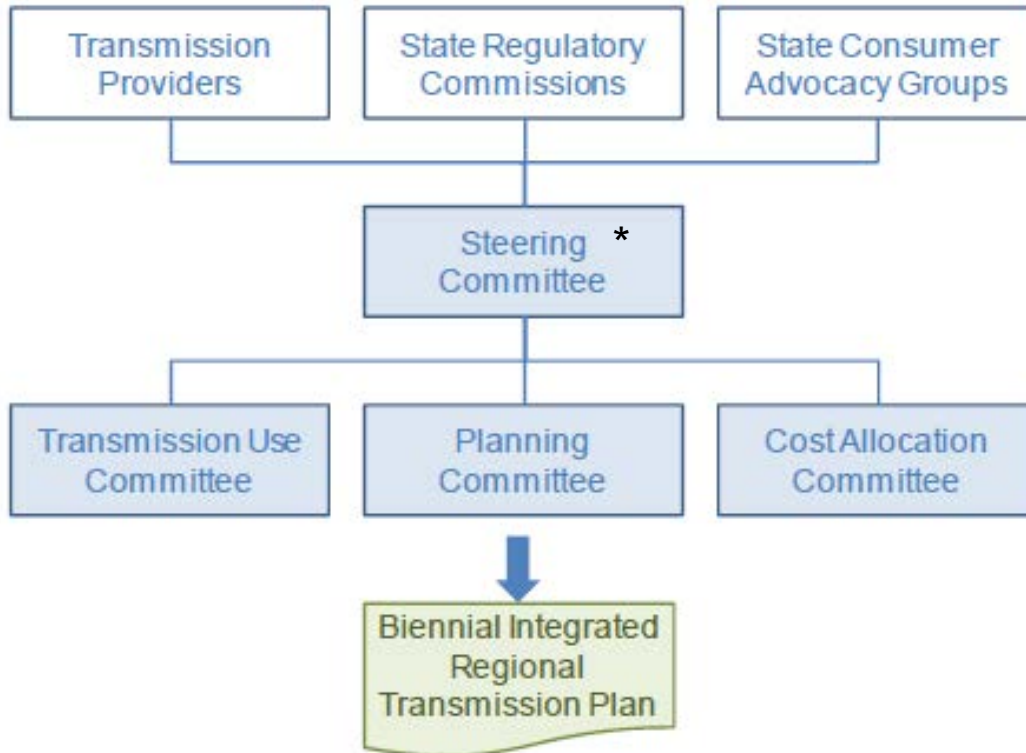 Transmission
Providers
State Regulatory
Commissions
State Consumer
Advocacy Groups
Steering *
Committee
Transmission Use
Committee
Planning
Committee
Cost Allocation
Committee
Biennial Integrated
Regional
Transmission Plan